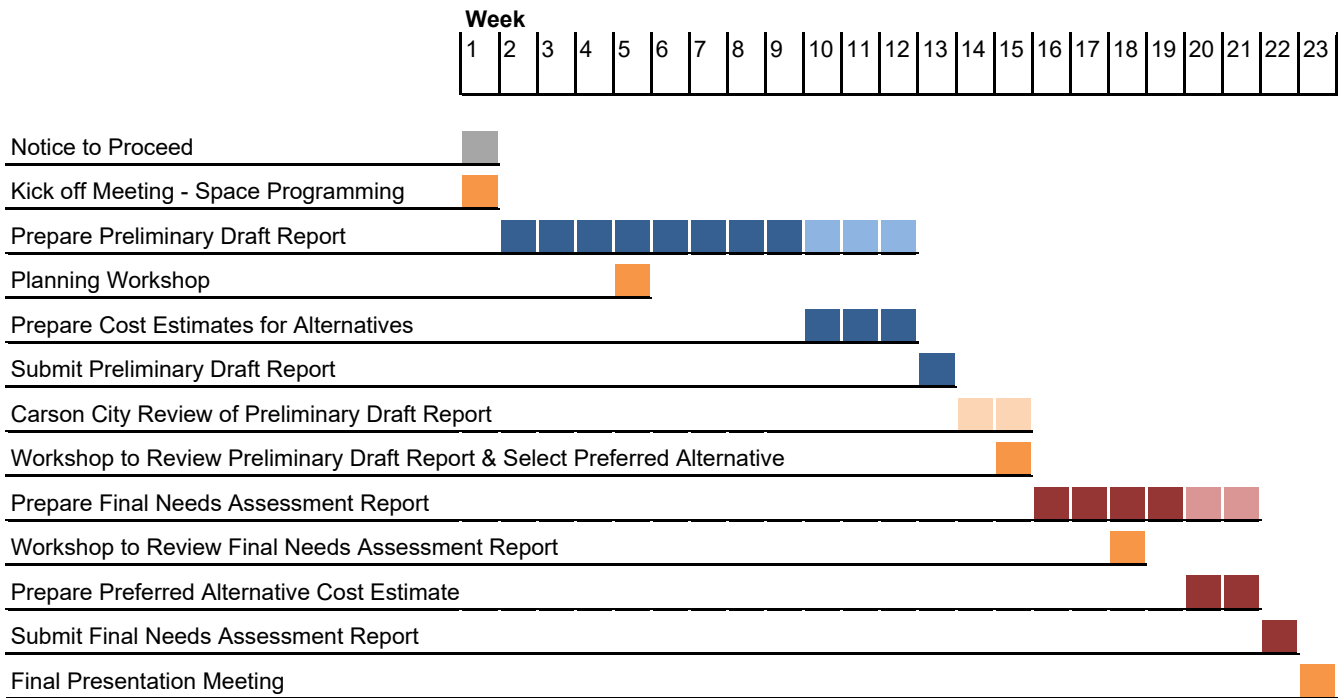 Week
1 2 3 4 5 6 7 8 9 10 11 12 13 14 15 16 17 18 19 20 21 22 23
Notice to Proceed
Kick off Meeting - Space Programming
Prepare Preliminary Draft Report
Planning Workshop
Prepare Cost Estimates for Alternatives
Submit Preliminary Draft Report
Carson City Review of Preliminary Draft Report
Workshop to Review Preliminary Draft Report & Select Preferred Alternative
Prepare Final Needs Assessment Report
Workshop to Review Final Needs Assessment Report
Prepare Preferred Alternative Cost Estimate
Submit Final Needs Assessment Report
Final Presentation Meeting